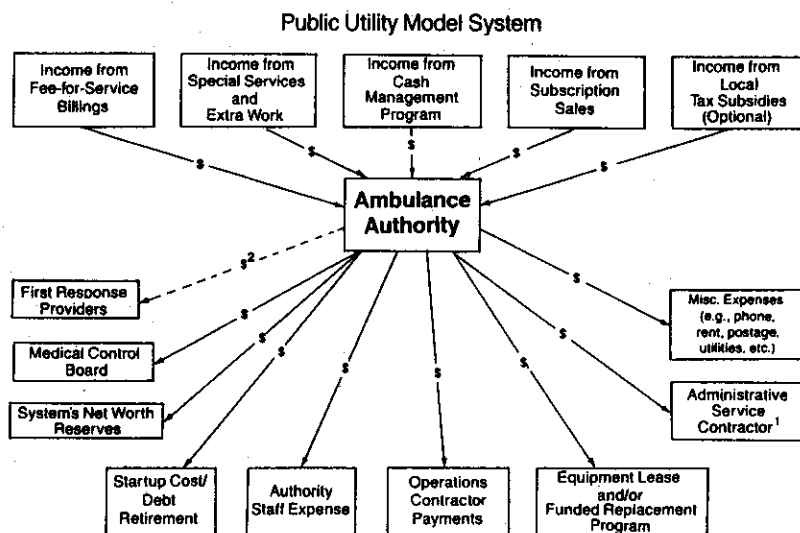 Public Utility Model System
Income from
Fee-for-Service
Billings
Income from
Special Services
and
Extra Work
Income from
Cash
Management
Program
Income from
Subscription
Sales
Income from
Local
Tax Subsidies
(Optional)
$
$
$
$
$
Ambulance
Authority
$2
First Response
Providers
$
Medical Control
Board
$
System's Net Worth
Reserves
$
Startup Cost/
Debt
Retirement
$
Authority
Staff Expense
$
Operations
Contractor
Payments
$
Equipment Lease
and/or
Funded Replacement
Program
$
Administrative
Service
Contractor1
$
Misc. Expenses
(e.g., phone,
rent, postage,
utilities, etc.)